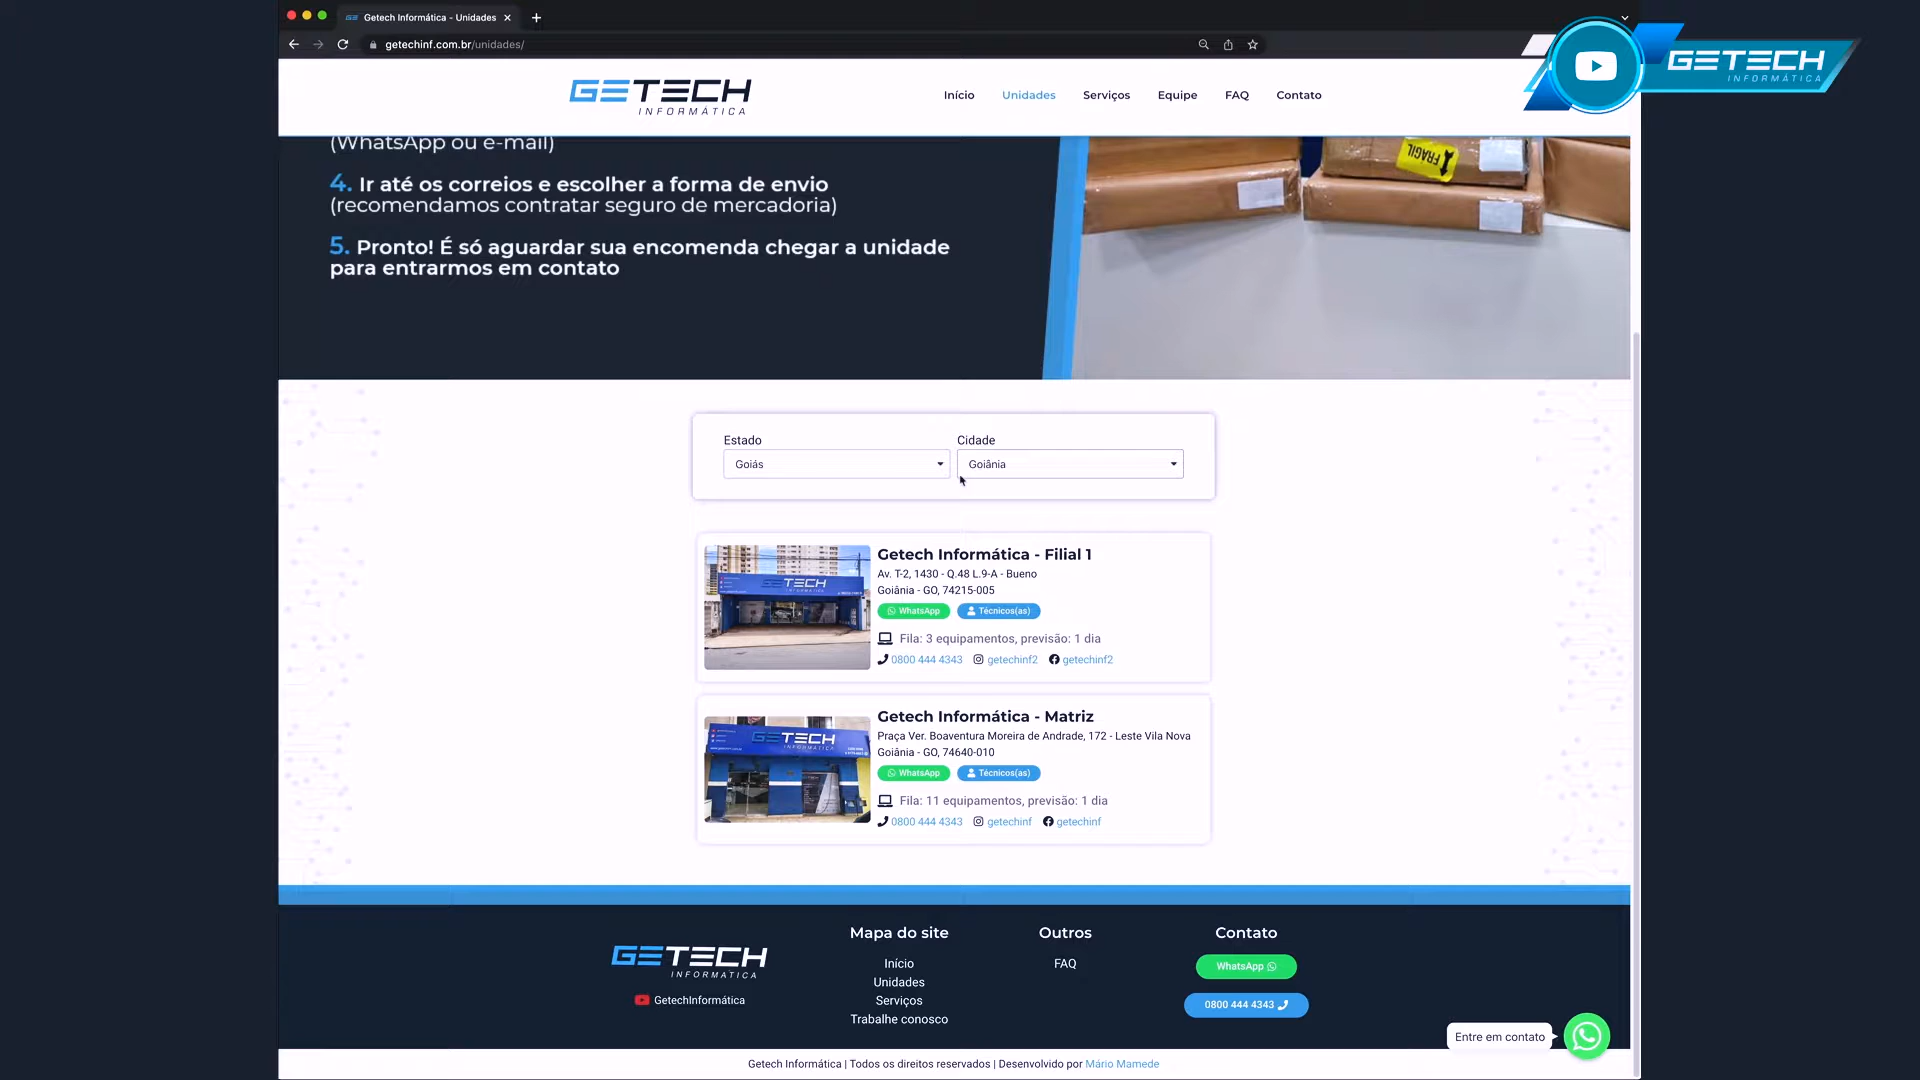 Getech Informática - Unidades
getechinf.com.br/unidades/
GETECH
INFORMÁTICA
Início
Unidades
Serviços
Equipe
FAQ
Contato
GETECH
INFORMÁTICA
(WhatsApp ou e-mail)
4. Ir até os correios e escolher a forma de envio
(recomendamos contratar seguro de mercadoria)
5. Pronto! É só aguardar sua encomenda chegar a unidade
para entrarmos em contato
FRÁGIL
Estado
Cidade
Goiás
Goiânia
GETECH
INFORMÁTICA
Getech Informática - Filial 1
Av. T-2, 1430 - Q.48 L.9-A - Bueno
Goiânia - GO, 74215-005
WhatsApp
Técnicos(as)
Fila: 3 equipamentos, previsão: 1 dia
0800 444 4343
getechinf2
getechinf2
GETECH
INFORMÁTICA
Getech Informática - Matriz
Praça Ver. Boaventura Moreira de Andrade, 172 - Leste Vila Nova
Goiânia - GO, 74640-010
WhatsApp
Técnicos(as)
Fila: 11 equipamentos, previsão: 1 dia
0800 444 4343
getechinf
getechinf
GETECH
INFORMÁTICA
GetechInformática
Mapa do site
Início
Unidades
Serviços
Trabalhe conosco
Outros
FAQ
Contato
WhatsApp
0800 444 4343
Entre em contato
Getech Informática | Todos os direitos reservados | Desenvolvido por Mário Mamede